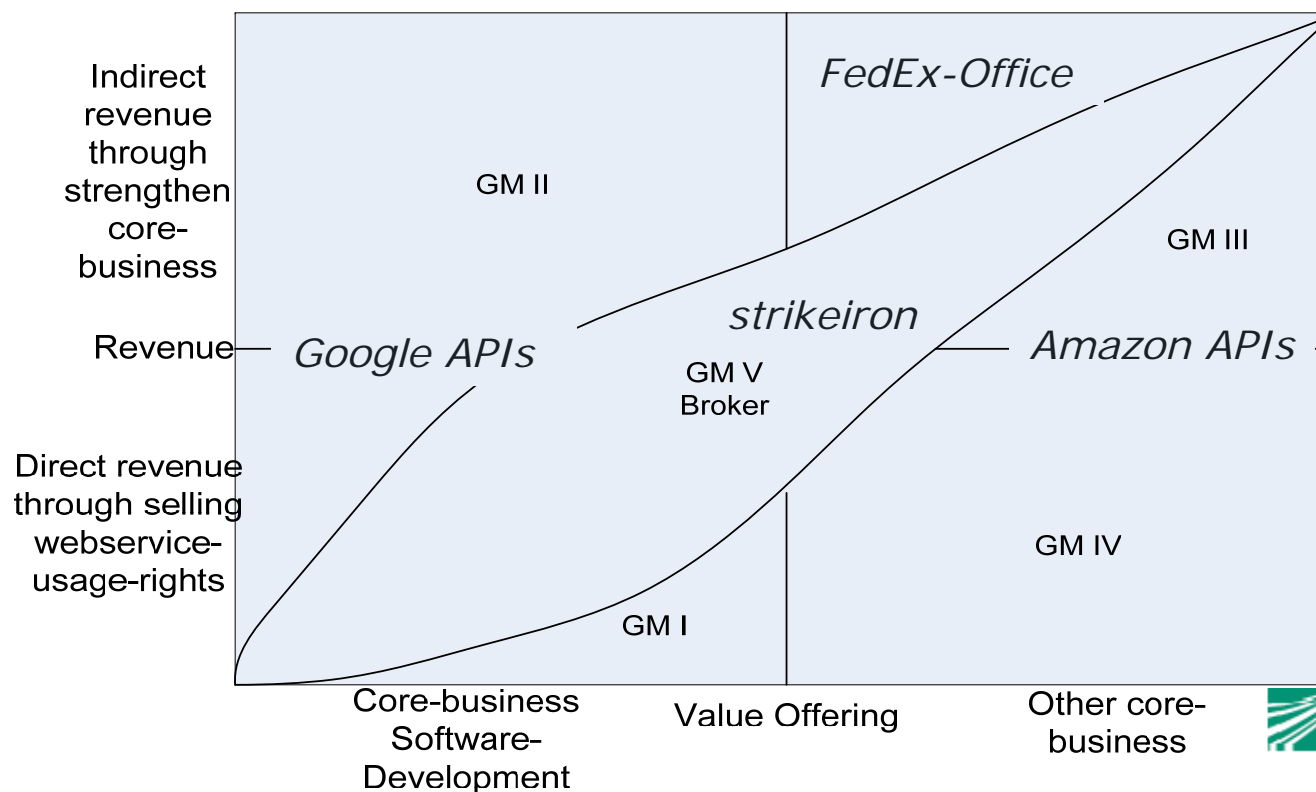 Indirect
revenue
through
strengthen
core-
business
Revenue
Direct revenue
through selling
webservice-
usage-rights
FedEx-Office
GM II
GM III
strikeiron
Google APIs
Amazon APIs
GM V
Broker
GM IV
GM I
Core-business
Software-
Development
Value Offering
Other core-
business